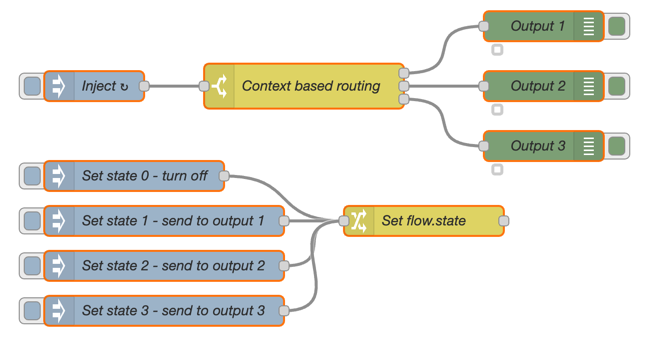 Output 1
Inject ↻
Context based routing
Output 2
Output 3
Set state 0 - turn off
Set state 1 - send to output 1
Set flow.state
Set state 2 - send to output 2
Set state 3 - send to output 3